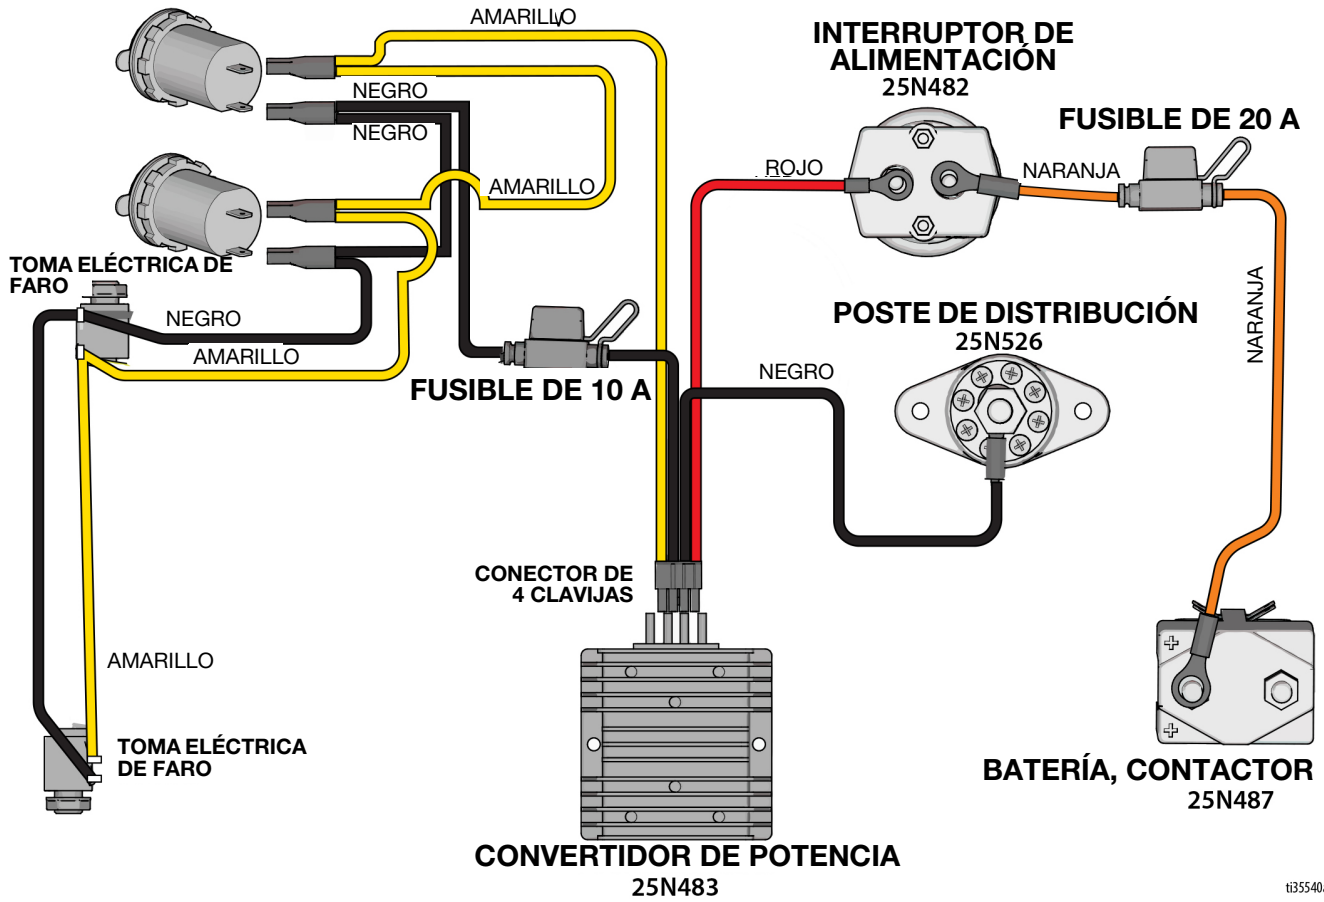 AMARILLO
INTERRUPTOR DE
ALIMENTACIÓN
25N482
NEGRO
NEGRO
FUSIBLE DE 20 A
ROJO
NARANJA
AMARILLO
TOMA ELÉCTRICA DE
FARO
NEGRO
AMARILLO
NARANJA
POSTE DE DISTRIBUCIÓN
25N526
FUSIBLE DE 10 A
NEGRO
CONECTOR DE
4 CLAVIJAS
AMARILLO
TOMA ELÉCTRICA
DE FARO
BATERÍA, CONTACTOR
25N487
CONVERTIDOR DE POTENCIA
25N483
ti35540